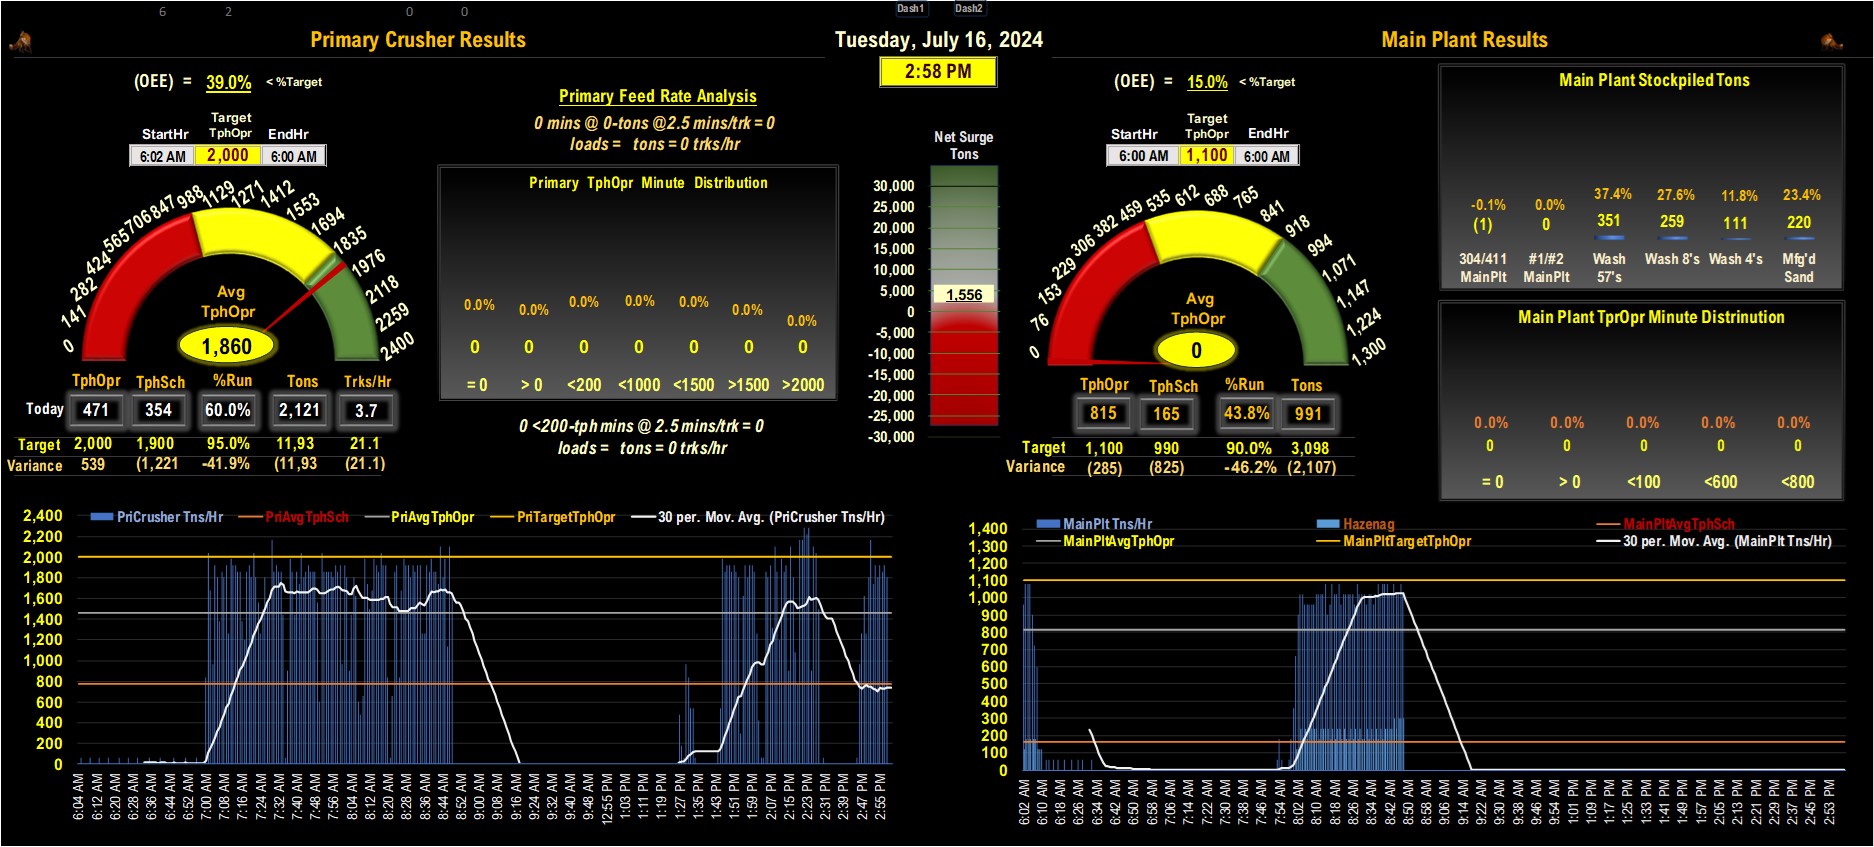 6 2 0 0 Dash1 Dash2
Primary Crusher Results
Tuesday, July 16, 2024
Main Plant Results
2:58 PM
(OEE) = 39.0% < %Target
Target
StartHr TphOpr EndHr
6:02 AM 2,000 6:00 AM
0 141 282 424 565 706 847 988 1129 1271 1412 1553 1694 1835 1976 2118 2259 2400
Avg
TphOpr
1,860
TphOpr TphSch %Run Tons Trks/Hr
Today 471 354 60.0% 2,121 3.7
Target 2,000 1,900 95.0% 11,93 21.1
Variance 539 (1,221 -41.9% (11,93 (21.1)
Primary Feed Rate Analysis
0 mins @ 0-tons @2.5 mins/trk = 0
loads = tons = 0 trks/hr
Primary TphOpr Minute Distribution
0.0% 0.0% 0.0% 0.0% 0.0% 0.0% 0.0%
0 0 0 0 0 0 0
= 0 > 0 <200 <1000 <1500 >1500 >2000
0 <200-tph mins @ 2.5 mins/trk = 0
loads = tons = 0 trks/hr
Net Surge
Tons
30,000
25,000
20,000
15,000
10,000
5,000
1,556
0
-5,000
-10,000
-15,000
-20,000
-25,000
-30,000
(OEE) = 15.0% < %Target
Target
StartHr TphOpr EndHr
6:00 AM 1,100 6:00 AM
0 76 153 229 306 382 459 535 612 688 765 841 918 994 1,071 1,147 1,224 1,300
Avg
TphOpr
0
TphOpr TphSch %Run Tons
815 165 43.8% 991
Target 1,100 990 90.0% 3,098
Variance (285) (825) -46.2% (2,107)
Main Plant Stockpiled Tons
-0.1% 0.0% 37.4% 27.6% 11.8% 23.4%
(1) 0 351 259 111 220
304/411 #1/#2 Wash Wash 8's Wash 4's Mfg'd
MainPlt MainPlt 57's Sand
Main Plant TprOpr Minute Distrinution
0.0% 0.0% 0.0% 0.0% 0.0%
0 0 0 0 0
= 0 > 0 <100 <600 <800
PriCrusher Tns/Hr PriAvgTphSch PriAvgTphOpr PriTargetTphOpr 30 per. Mov. Avg. (PriCrusher Tns/Hr)
2,400
2,200
2,000
1,800
1,600
1,400
1,200
1,000
800
600
400
200
0
6:04 AM 6:12 AM 6:20 AM 6:28 AM 6:36 AM 6:44 AM 6:52 AM 7:00 AM 7:08 AM 7:16 AM 7:24 AM 7:32 AM 7:40 AM 7:48 AM 7:56 AM 8:04 AM 8:12 AM 8:20 AM 8:28 AM 8:36 AM 8:44 AM 8:52 AM 9:00 AM 9:08 AM 9:16 AM 9:24 AM 9:32 AM 9:40 AM 9:48 AM 12:55 PM 1:03 PM 1:11 PM 1:19 PM 1:27 PM 1:35 PM 1:43 PM 1:51 PM 1:59 PM 2:07 PM 2:15 PM 2:23 PM 2:31 PM 2:39 PM 2:47 PM 2:55 PM
MainPlt Tns/Hr Hazenag MainPltAvgTphSch
MainPltAvgTphOpr MainPltTargetTphOpr 30 per. Mov. Avg. (MainPlt Tns/Hr)
1,400
1,300
1,200
1,100
1,000
900
800
700
600
500
400
300
200
100
0
6:02 AM 6:10 AM 6:18 AM 6:26 AM 6:34 AM 6:42 AM 6:50 AM 6:58 AM 7:06 AM 7:14 AM 7:22 AM 7:30 AM 7:38 AM 7:46 AM 7:54 AM 8:02 AM 8:10 AM 8:18 AM 8:26 AM 8:34 AM 8:42 AM 8:50 AM 8:58 AM 9:06 AM 9:14 AM 9:22 AM 9:30 AM 9:38 AM 9:46 AM 9:54 AM 1:01 PM 1:09 PM 1:17 PM 1:25 PM 1:33 PM 1:41 PM 1:49 PM 1:57 PM 2:05 PM 2:13 PM 2:21 PM 2:29 PM 2:37 PM 2:45 PM 2:53 PM